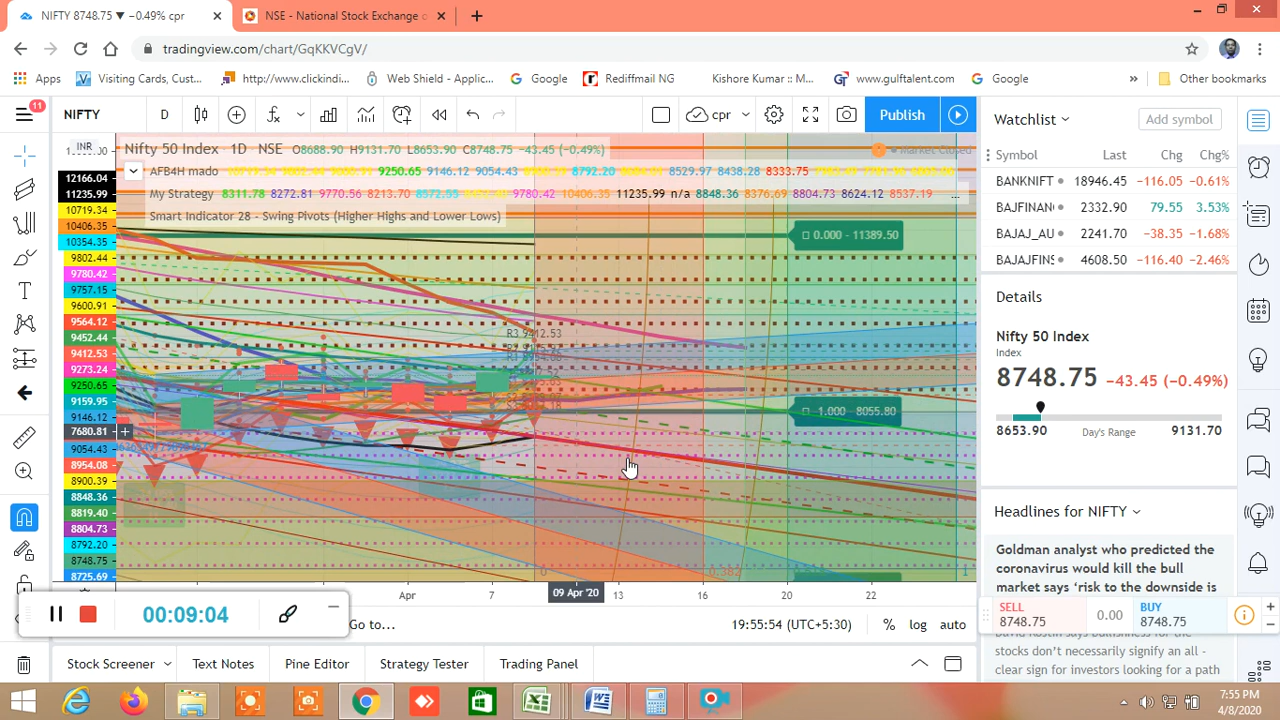 NIFTY 8748.75 ▼ −0.49% cpr
NSE - National Stock Exchange
tradingview.com/chart/GqKKVCgV/
Apps Visiting Cards, Cust... http://www.clickindi... Web Shield - Applic... Google Rediffmail NG Kishore Kumar :: M... www.gulftalent.com Google » Other bookmarks
11
NIFTY D cpr Publish
Watchlist Add symbol
Symbol Last Chg Chg%
BANKNIFT 18946.45 −116.05 −0.61%
BAJFINAN 2332.90 79.55 3.53%
BAJAJ_AU 2241.70 −38.35 −1.68%
BAJAJFINS 4608.50 −116.40 −2.46%
INR
Nifty 50 Index · 1D · NSE O8688.90 H9131.70 L8653.90 C8748.75 −43.45 (−0.49%)
Market Closed
AFB4H mado 9250.65 9146.12 9054.43 8792.20 8529.97 8438.28 8333.75
My Strategy 8311.78 8272.81 9770.56 8213.70 8572.55 9780.42 10406.35 11235.99 n/a 8848.36 8376.69 8804.73 8624.12 8537.19 ...
Smart Indicator 28 - Swing Pivots (Higher Highs and Lower Lows)
12166.04
11235.99
10719.34
10406.35
10354.35
9802.44
9780.42
9757.15
9600.91
9564.12
9452.44
9412.53
9273.24
9250.65
9159.95
9146.12
7680.81
9054.43
8954.08
8900.39
8848.36
8819.40
8804.73
8792.20
8748.75
8725.69
0.000 - 11389.50
R3 9412.53
1.000 - 8055.80
0 0.382 1
Apr 7 09 Apr '20 13 16 20 22
Details
Nifty 50 Index
Index
8748.75 −43.45 (−0.49%)
8653.90 Day's Range 9131.70
Headlines for NIFTY
Goldman analyst who predicted the
coronavirus would kill the bull
market says ‘risk to the downside is
SELL
8748.75
0.00
BUY
8748.75
stocks don’t necessarily signify an all -
clear sign for investors looking for a path
00:09:04
Go to...
19:55:54 (UTC+5:30) % log auto
Stock Screener Text Notes Pine Editor Strategy Tester Trading Panel
7:55 PM
4/8/2020